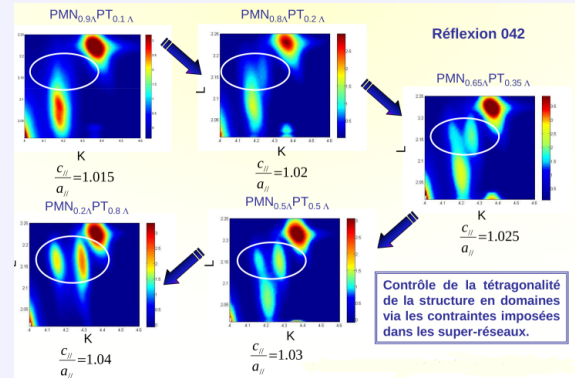 PMN0.9ΛPT0.1 Λ
PMN0.8ΛPT0.2 Λ
Réflexion 042
PMN0.65ΛPT0.35 Λ
L
L
K
K
c// / a// =1.015
c// / a// =1.02
K
PMN0.2ΛPT0.8 Λ
PMN0.5ΛPT0.5 Λ
c// / a// =1.025
L
K
K
c// / a// =1.04
c// / a// =1.03
Contrôle de la tétragonalité
de la structure en domaines
via les contraintes imposées
dans les super-réseaux.